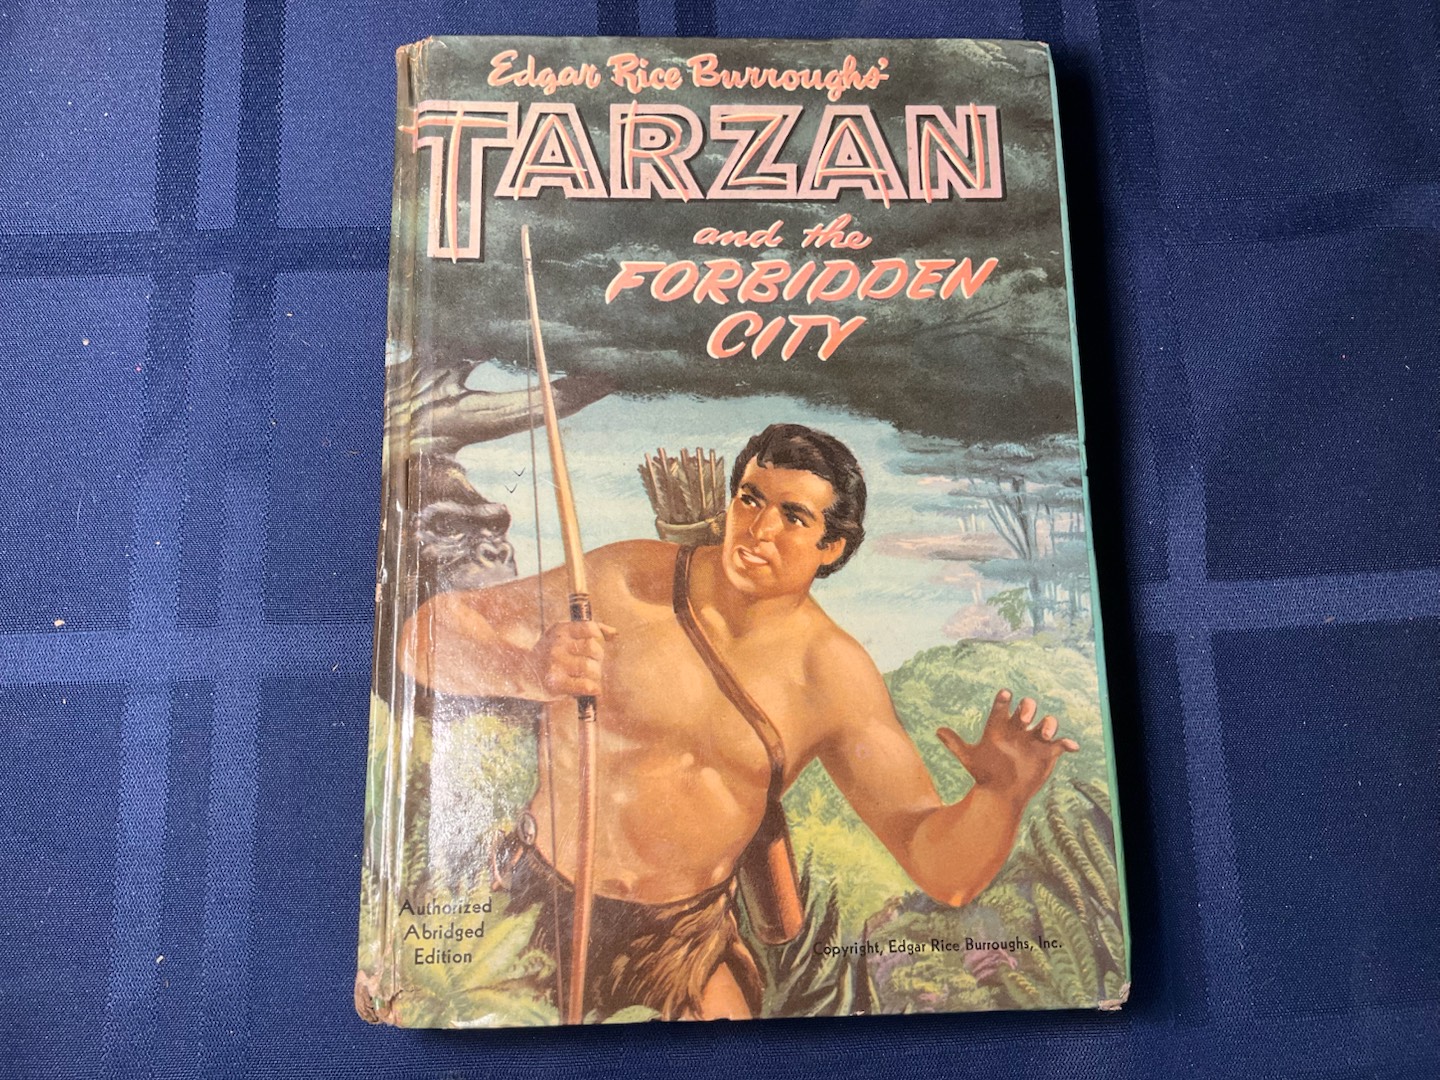 Edgar Rice Burroughs'
TARZAN
and the
FORBIDDEN
CITY
Authorized
Abridged
Edition
Copyright, Edgar Rice Burroughs, Inc.